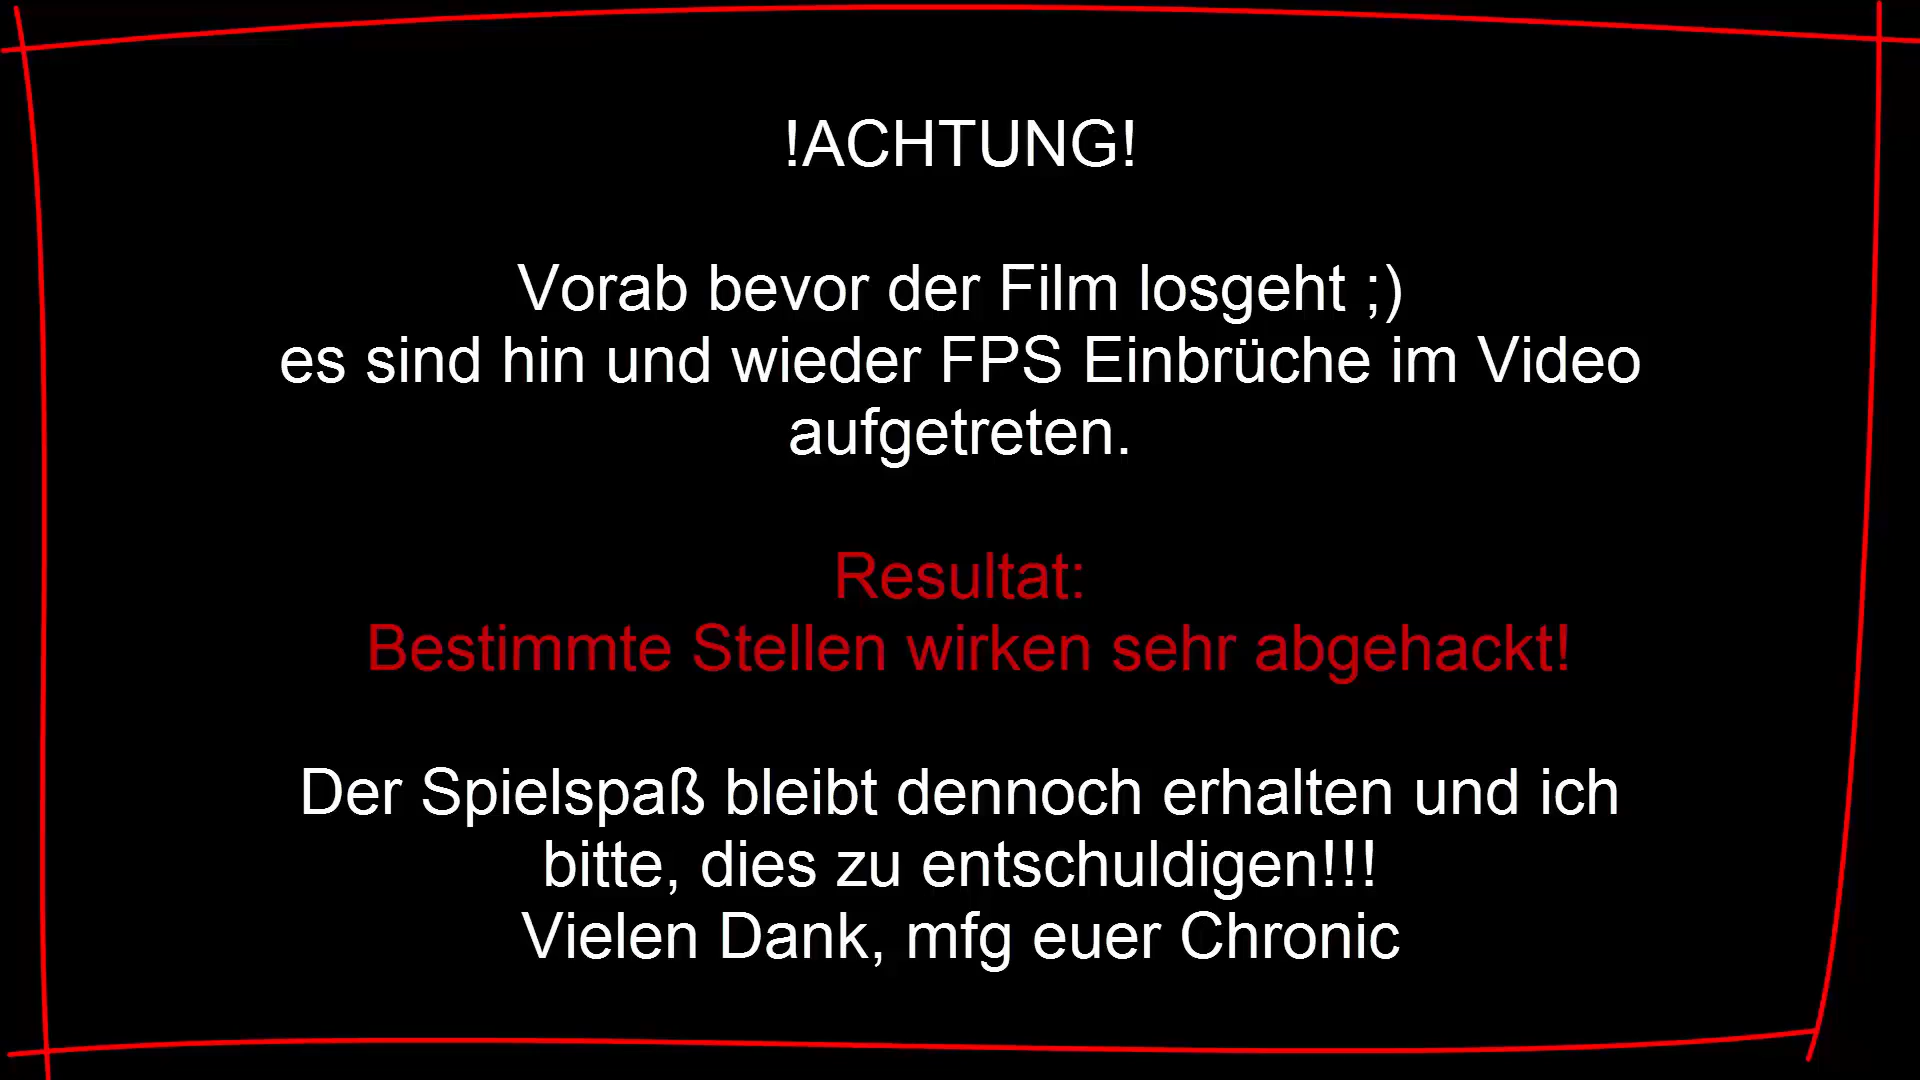 !ACHTUNG!
Vorab bevor der Film losgeht ;)
es sind hin und wieder FPS Einbrüche im Video
aufgetreten.
Resultat:
Bestimmte Stellen wirken sehr abgehackt!
Der Spielspaß bleibt dennoch erhalten und ich
bitte, dies zu entschuldigen!!!
Vielen Dank, mfg euer Chronic